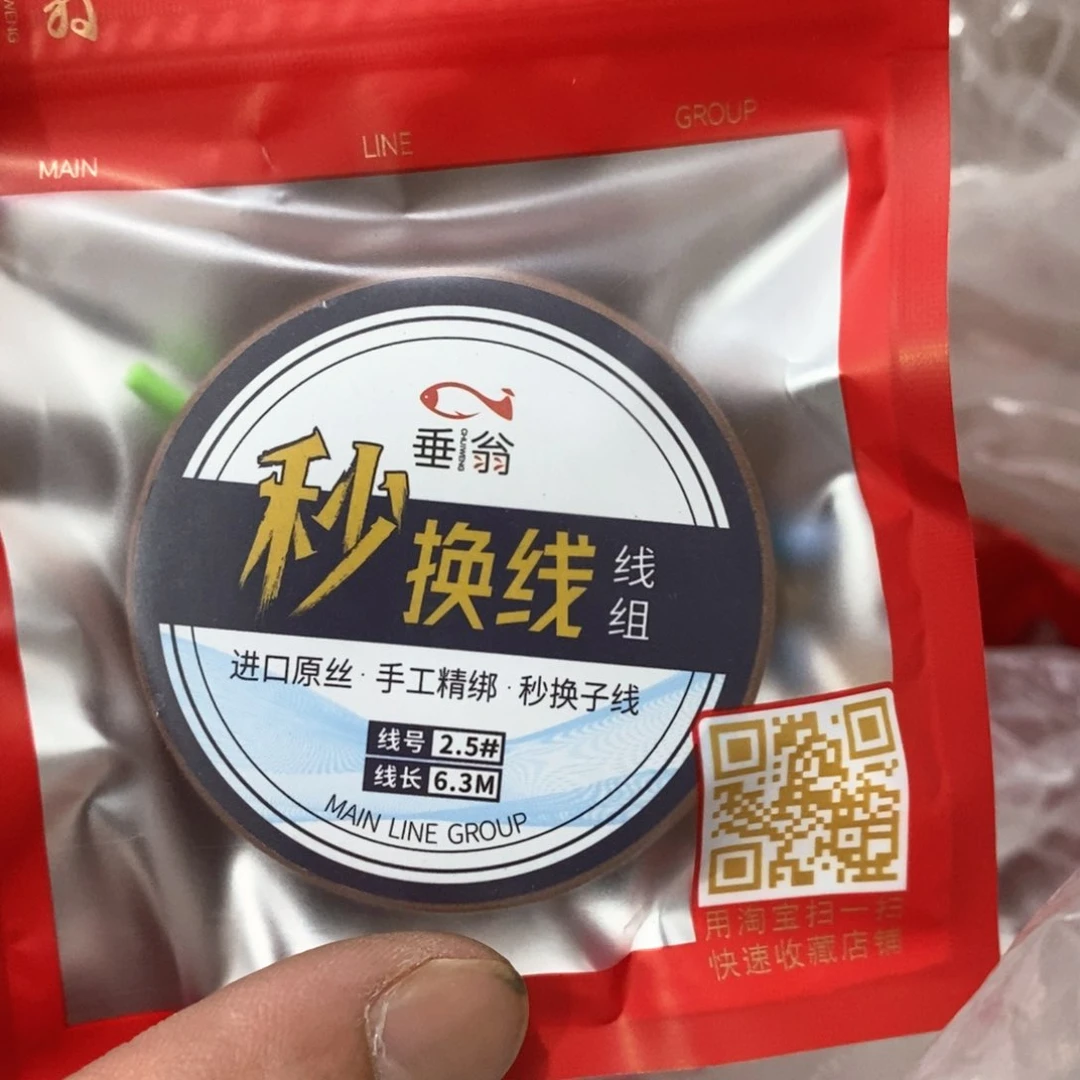 翁
MAIN LINE GROUP
垂翁
CHUIWENG
秒换线 线组
进口原丝·手工精绑·秒换子线
线号 2.5#
线长 6.3M
MAIN LINE GROUP
用淘宝扫一扫
快速收藏店铺